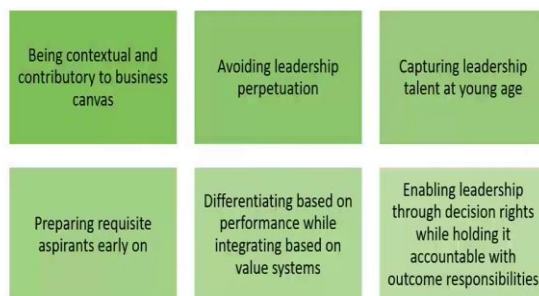 Being contextual and
contributory to business
canvas
Avoiding leadership
perpetuation
Capturing leadership
talent at young age
Preparing requisite
aspirants early on
Differentiating based on
performance while
integrating based on
value systems
Enabling leadership
through decision rights
while holding it
accountable with
outcome responsibilities